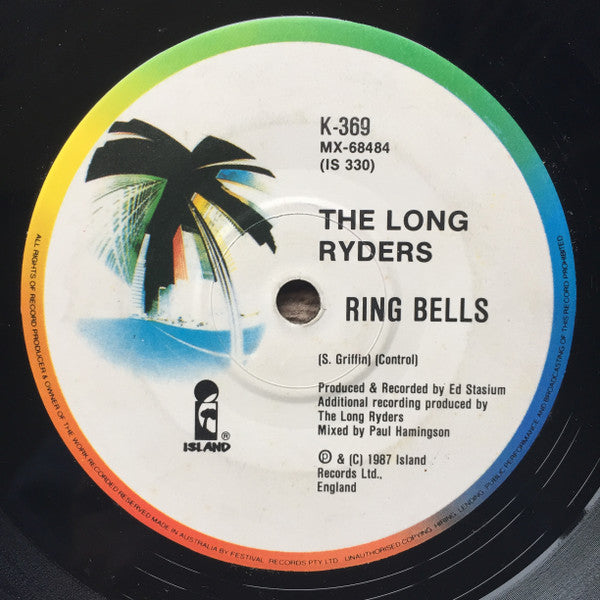 K-369
MX-68484
(IS 330)
THE LONG
RYDERS
RING BELLS
(S. Griffin) (Control)
Produced & Recorded by Ed Stasium
Additional recording produced by
The Long Ryders
Mixed by Paul Hamingson
℗ & (C) 1987 Island
Records Ltd.,
England
ISLAND ®
ALL RIGHTS OF RECORD PRODUCER & OWNER OF THE WORK RECORDED RESERVED MADE IN AUSTRALIA BY FESTIVAL RECORDS PTY LTD. UNAUTHORISED COPYING, HIRING, LENDING, PUBLIC PERFORMANCE AND BROADCASTING OF THIS RECORD PROHIBITED